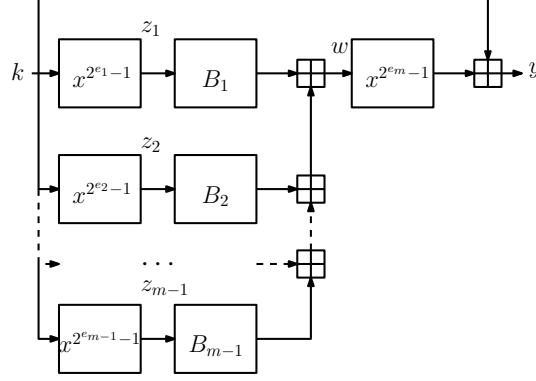 z_1 w
k x^{2^{e_1}-1} B_1 x^{2^{e_m}-1} y
z_2
x^{2^{e_2}-1} B_2
...
z_{m-1}
x^{2^{e_{m-1}}-1} B_{m-1}